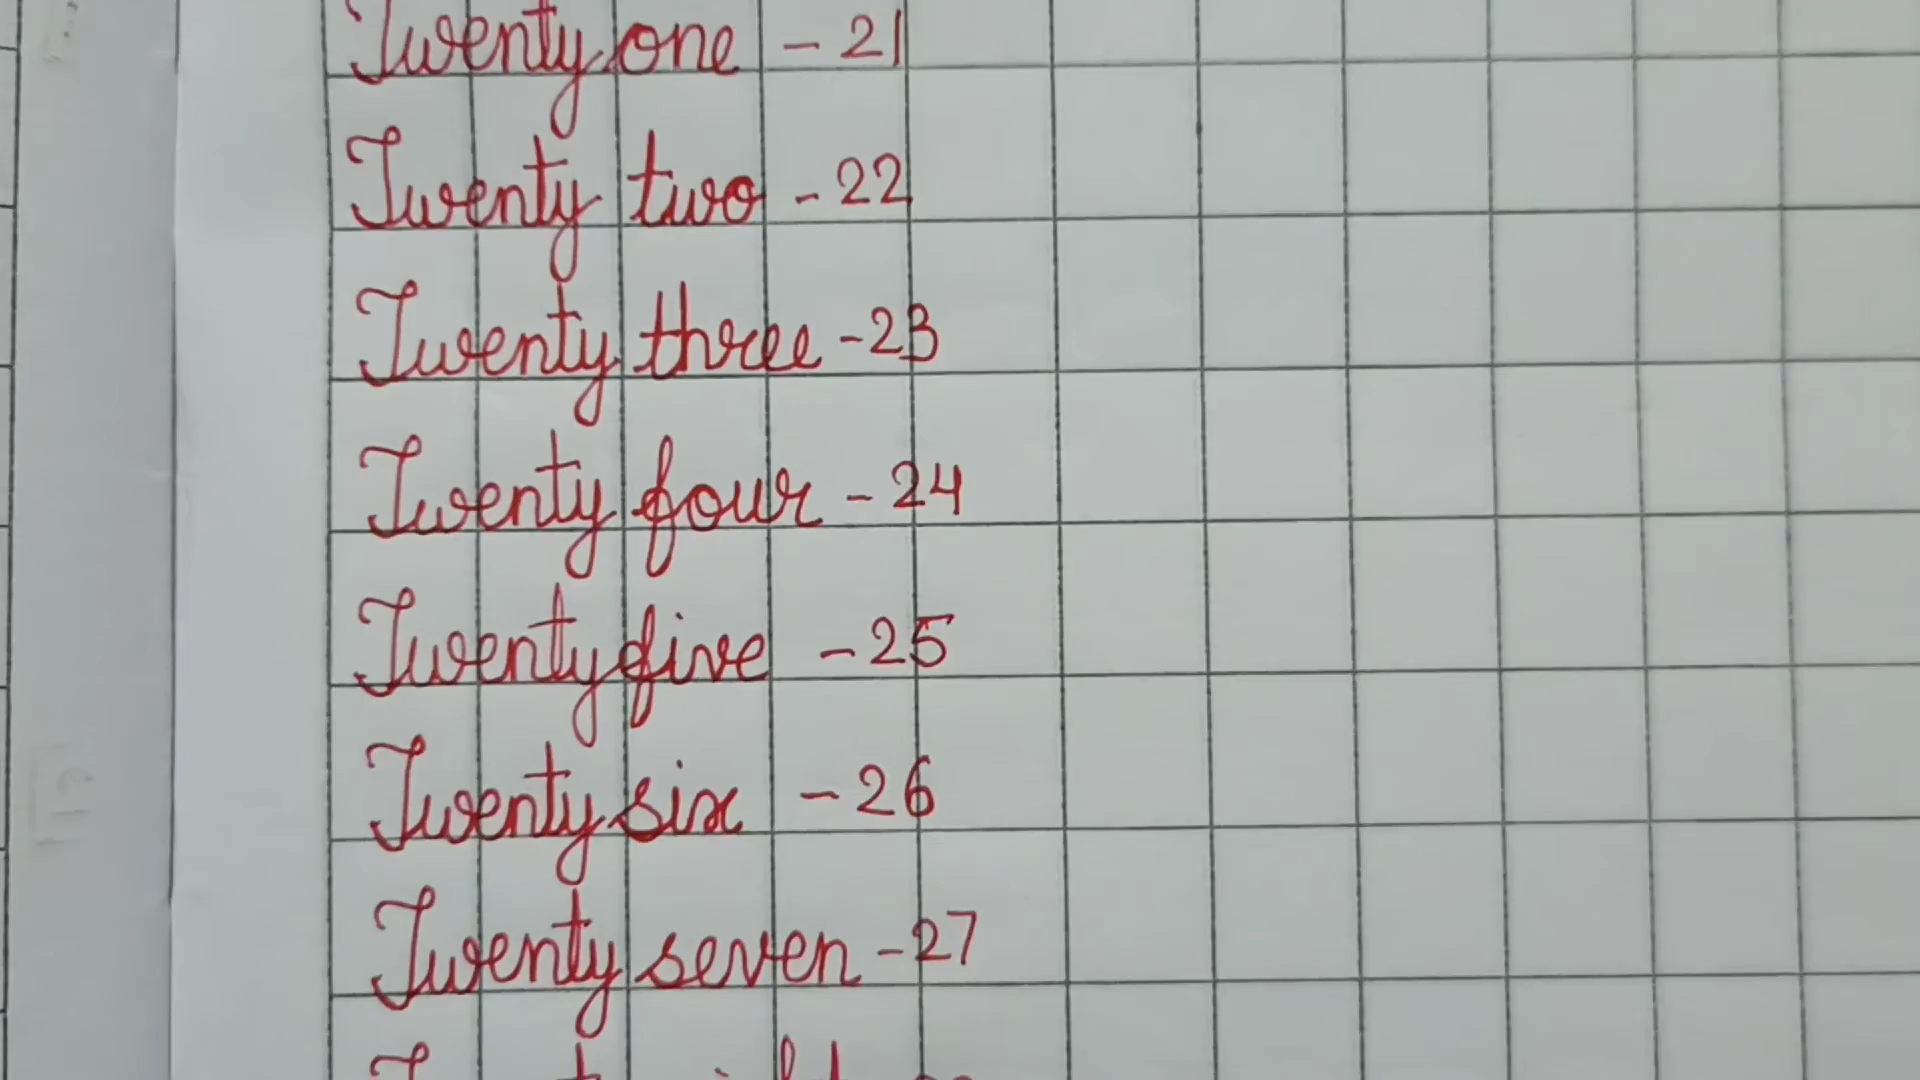 Twenty one - 21
Twenty two - 22
Twenty three - 23
Twenty four - 24
Twenty five - 25
Twenty six - 26
Twenty seven - 27